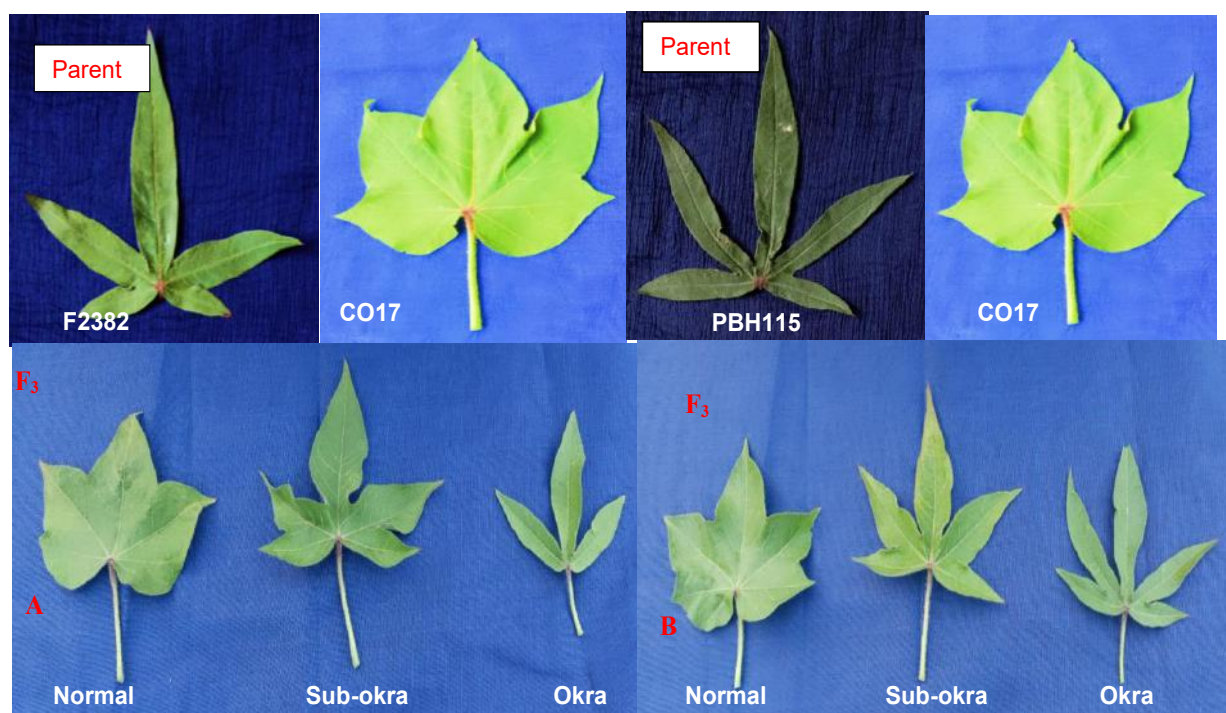 Parent
F2382
CO17
Parent
PBH115
CO17
F3
A
Normal
Sub-okra
Okra
F3
B
Normal
Sub-okra
Okra